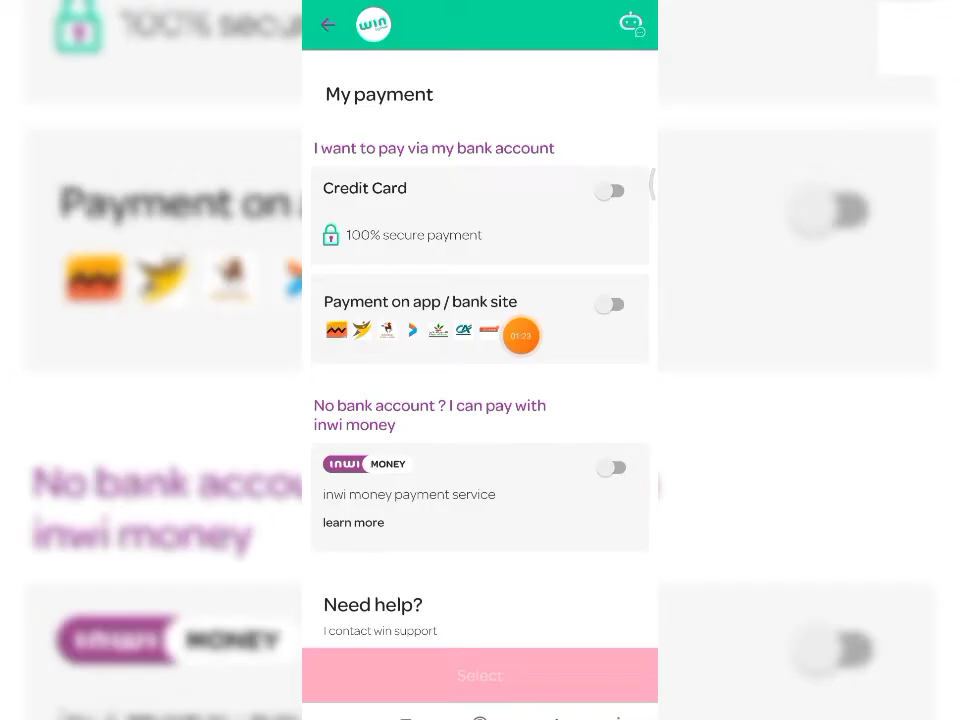 win
My payment
I want to pay via my bank account
Credit Card
100% secure payment
Payment on app / bank site
01:23
No bank account ? I can pay with
inwi money
inwi MONEY
inwi money payment service
learn more
Need help?
I contact win support
Select